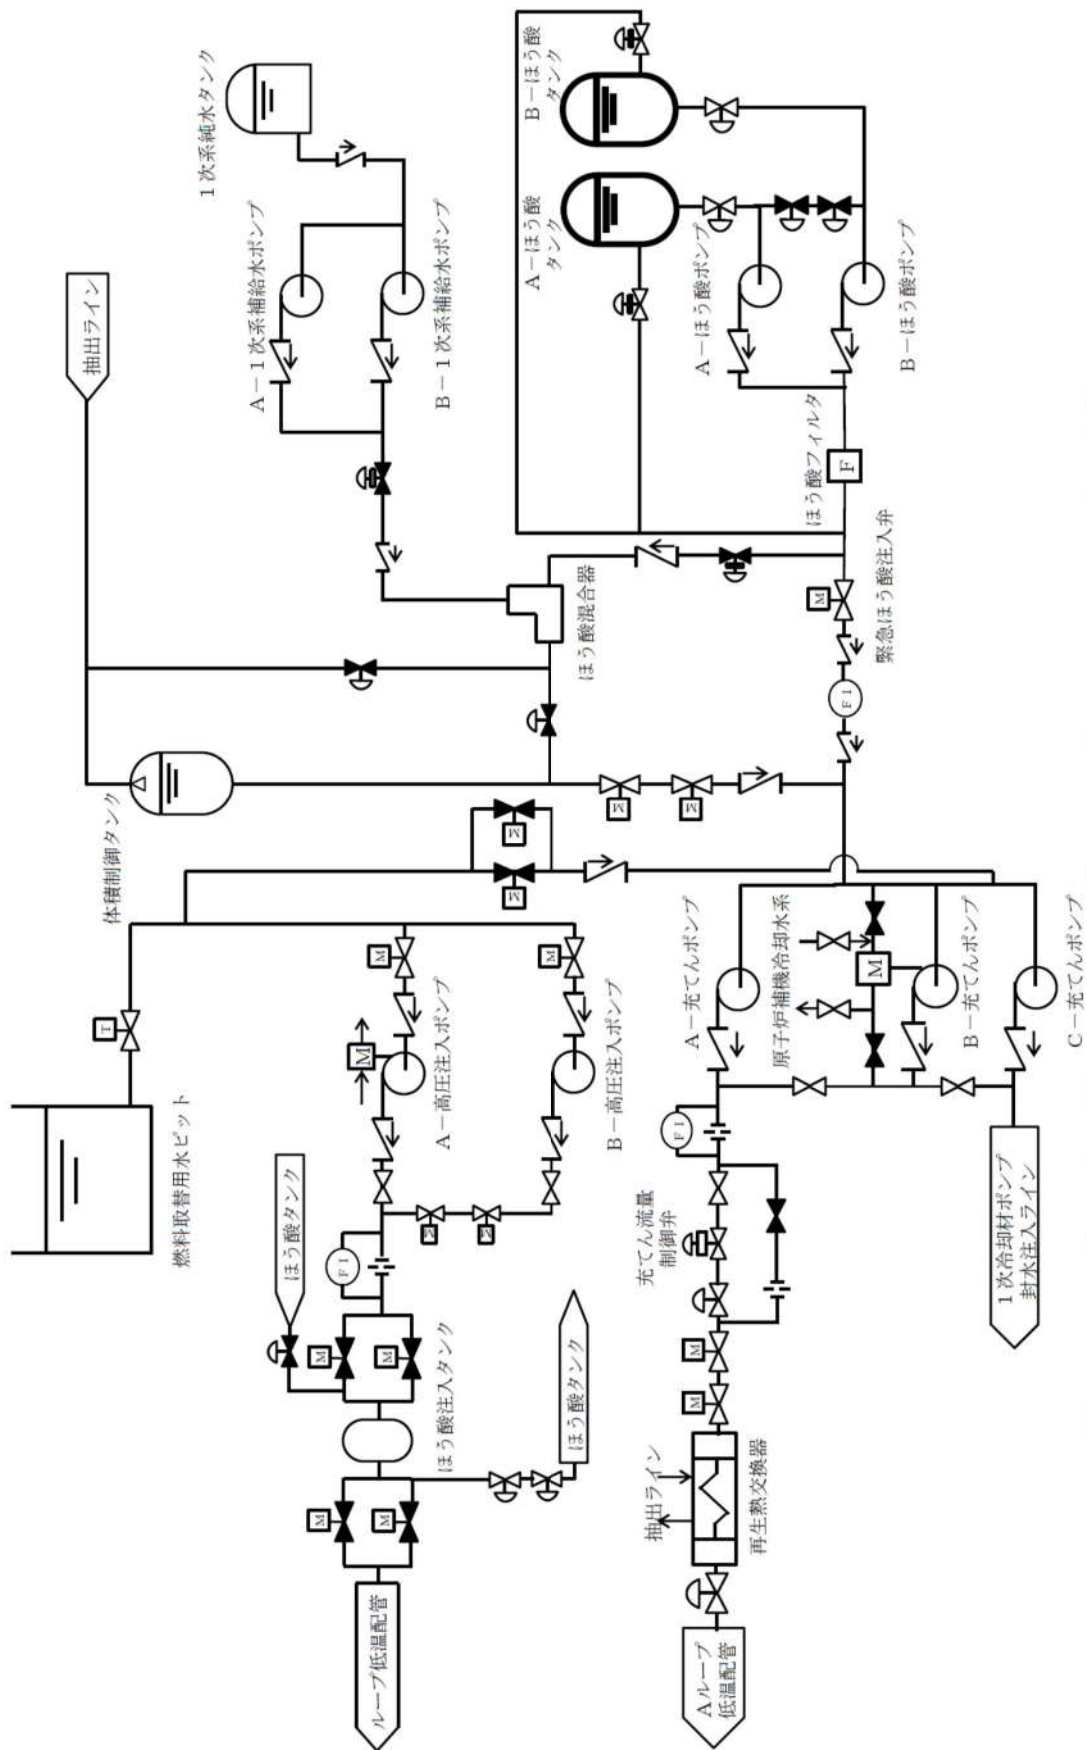 燃料取替用水ピット
T
体積制御タンク
抽出ライン
1次系純水タンク
A－1次系補給水ポンプ
B－1次系補給水ポンプ
B－ほう酸
タンク
A－ほう酸
タンク
A－ほう酸ポンプ
B－ほう酸ポンプ
ほう酸フィルタ
F
ほう酸混合器
M
緊急ほう酸注入弁
FI
M
M
M
M
ほう酸タンク
FI
M
M
A－高圧注入ポンプ
M
M
M
B－高圧注入ポンプ
M
ループ低温配管
M
M
M
M
ほう酸注入タンク
ほう酸タンク
A－充てんポンプ
原子炉補機冷却水系
M
B－充てんポンプ
C－充てんポンプ
FI
充てん流量
制御弁
M
M
抽出ライン
再生熱交換器
Aループ
低温配管
1次冷却材ポンプ
封水注入ライン